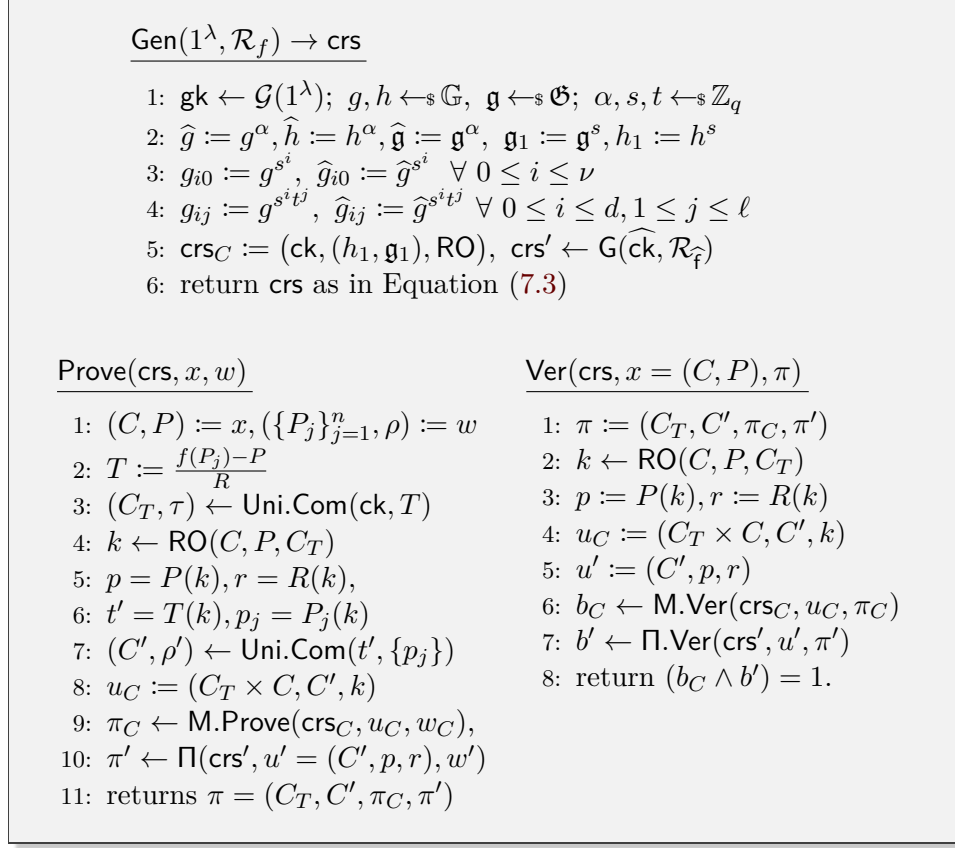 Gen(1^λ, R_f) → crs
1: gk ← G(1^λ); g, h ←$ 𝔾, 𝔤 ←$ 𝕲; α, s, t ←$ ℤ_q
2: ĝ := g^α, ĥ := h^α, 𝔤̂ := 𝔤^α, 𝔤_1 := 𝔤^s, h_1 := h^s
3: g_{i0} := g^{s^i}, ĝ_{i0} := ĝ^{s^i} ∀ 0 ≤ i ≤ ν
4: g_{ij} := g^{s^i t^j}, ĝ_{ij} := ĝ^{s^i t^j} ∀ 0 ≤ i ≤ d, 1 ≤ j ≤ ℓ
5: crs_C := (ck, (h_1, 𝔤_1), RO), crs′ ← G(ck̂, R_f̂)
6: return crs as in Equation (7.3)
Prove(crs, x, w)
1: (C, P) := x, ({P_j}_{j=1}^n, ρ) := w
2: T := \frac{f(P_j)−P}{R}
3: (C_T, τ) ← Uni.Com(ck, T)
4: k ← RO(C, P, C_T)
5: p = P(k), r = R(k),
6: t′ = T(k), p_j = P_j(k)
7: (C′, ρ′) ← Uni.Com(t′, {p_j})
8: u_C := (C_T × C, C′, k)
9: π_C ← M.Prove(crs_C, u_C, w_C),
10: π′ ← Π(crs′, u′ = (C′, p, r), w′)
11: returns π = (C_T, C′, π_C, π′)
Ver(crs, x = (C, P), π)
1: π := (C_T, C′, π_C, π′)
2: k ← RO(C, P, C_T)
3: p := P(k), r := R(k)
4: u_C := (C_T × C, C′, k)
5: u′ := (C′, p, r)
6: b_C ← M.Ver(crs_C, u_C, π_C)
7: b′ ← Π.Ver(crs′, u′, π′)
8: return (b_C ∧ b′) = 1.